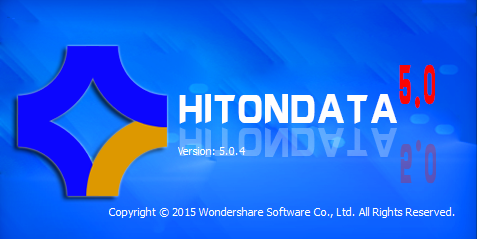 HITONDATA 5.0
Version: 5.0.4
Copyright © 2015 Wondershare Software Co., Ltd. All Rights Reserved.